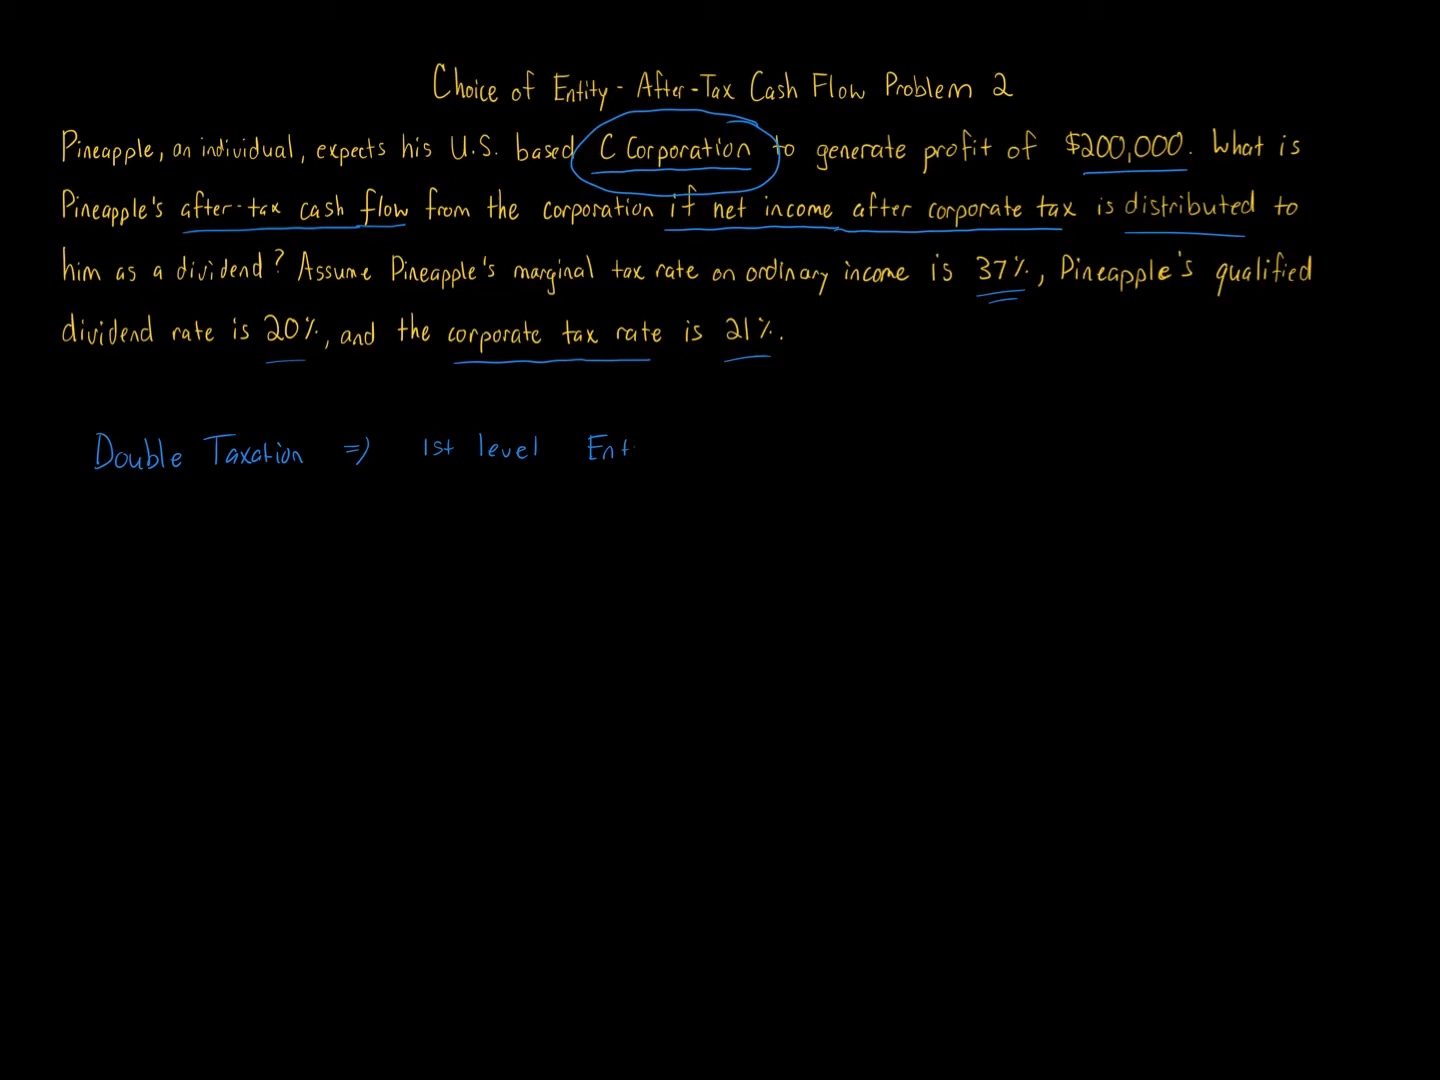 Choice of Entity - After-Tax Cash Flow Problem 2
Pineapple, an individual, expects his U.S. based C Corporation to generate profit of $200,000. What is
Pineapple's after-tax cash flow from the corporation if net income after corporate tax is distributed to
him as a dividend? Assume Pineapple's marginal tax rate on ordinary income is 37%, Pineapple's qualified
dividend rate is 20%, and the corporate tax rate is 21%.
Double Taxation => 1st level Ent